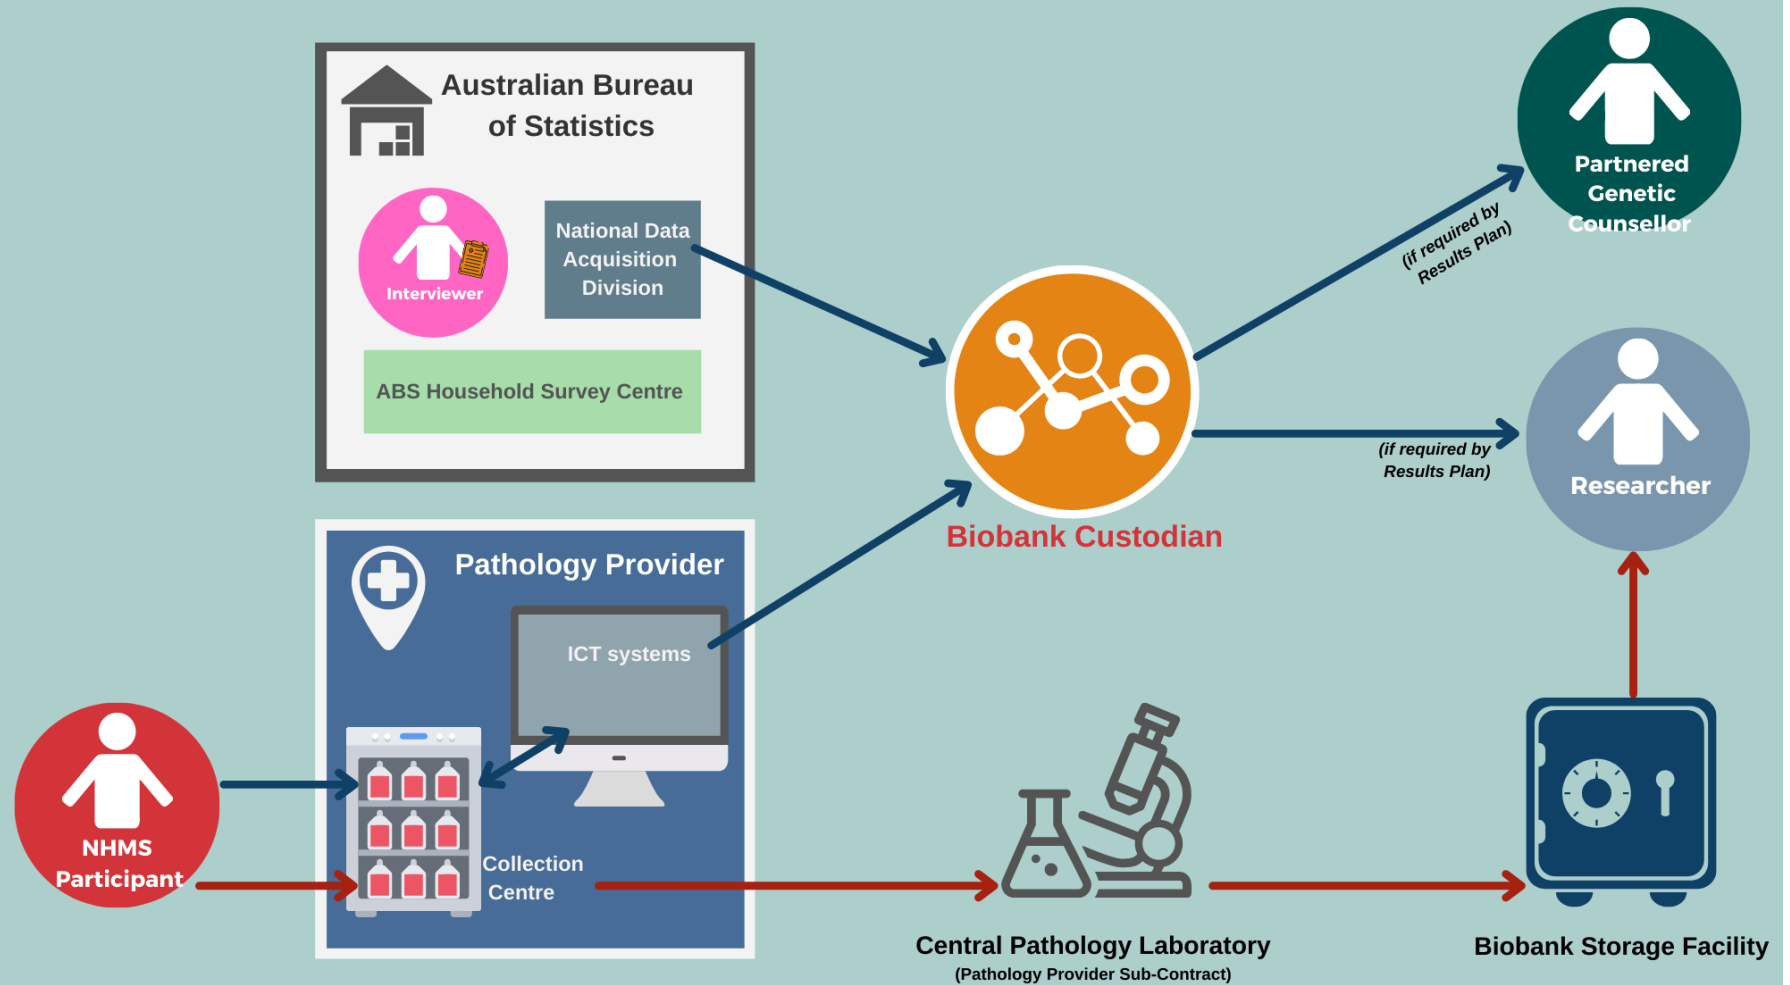 Australian Bureau
of Statistics
Interviewer
National Data
Acquisition
Division
ABS Household Survey Centre
Partnered
Genetic
Counsellor
(if required by
Results Plan)
Researcher
(if required by
Results Plan)
Biobank Custodian
Pathology Provider
ICT systems
Collection
Centre
NHMS
Participant
Central Pathology Laboratory
(Pathology Provider Sub-Contract)
Biobank Storage Facility